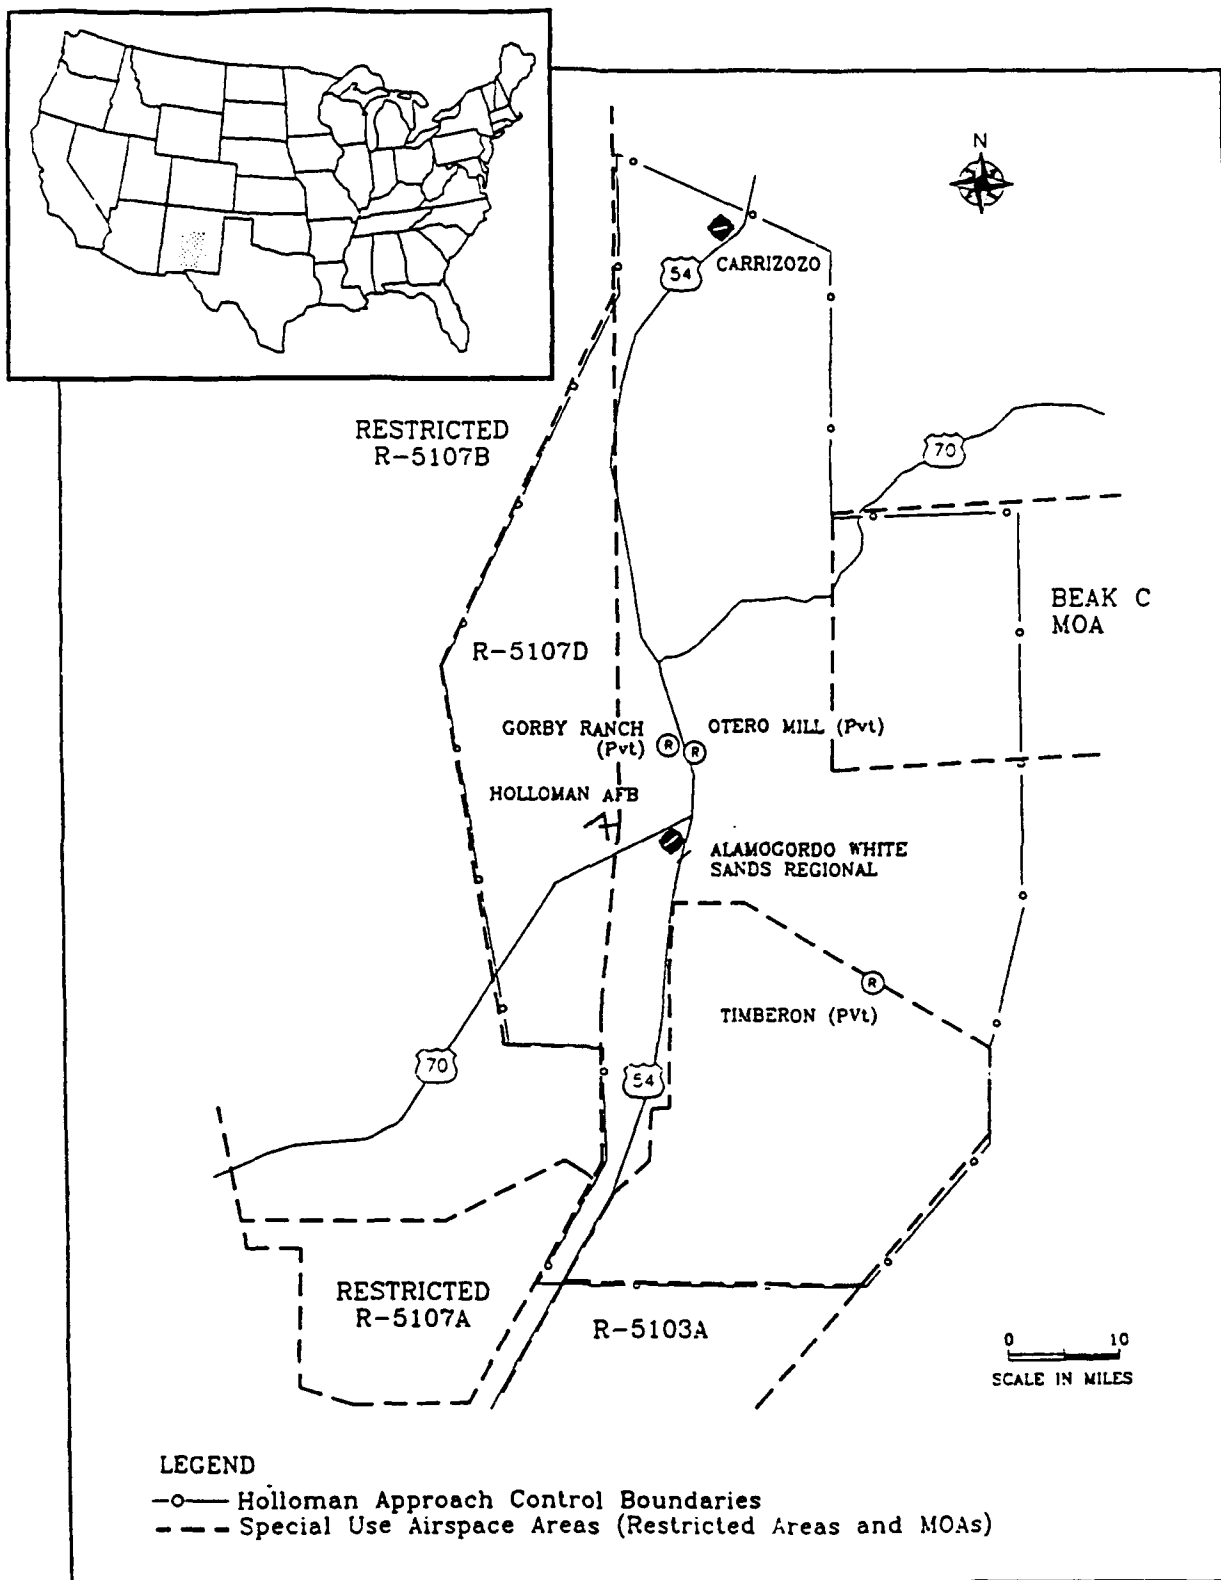 N
54
CARRIZOZO
RESTRICTED
R-5107B
70
BEAK C
MOA
R-5107D
GORBY RANCH
(Pvt)
R
R
OTERO MILL (Pvt)
HOLLOMAN AFB
ALAMOGORDO WHITE
SANDS REGIONAL
R
TIMBERON (PVt)
70
54
RESTRICTED
R-5107A
R-5103A
0 10
SCALE IN MILES
LEGEND
Holloman Approach Control Boundaries
Special Use Airspace Areas (Restricted Areas and MOAs)